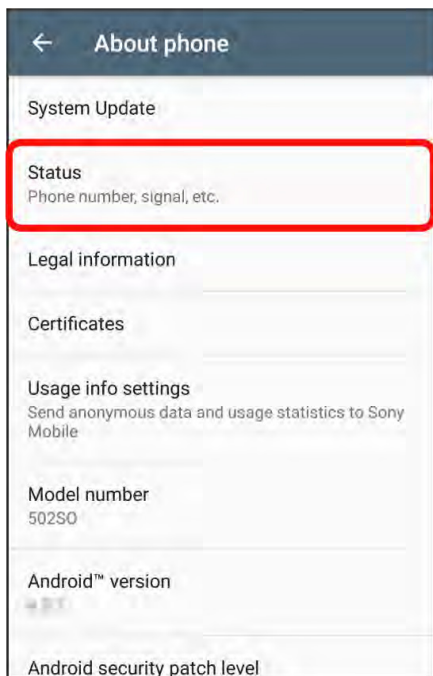 About phone
System Update
Status
Phone number, signal, etc.
Legal information
Certificates
Usage info settings
Send anonymous data and usage statistics to Sony
Mobile
Model number
502SO
Android™ version
Android security patch level